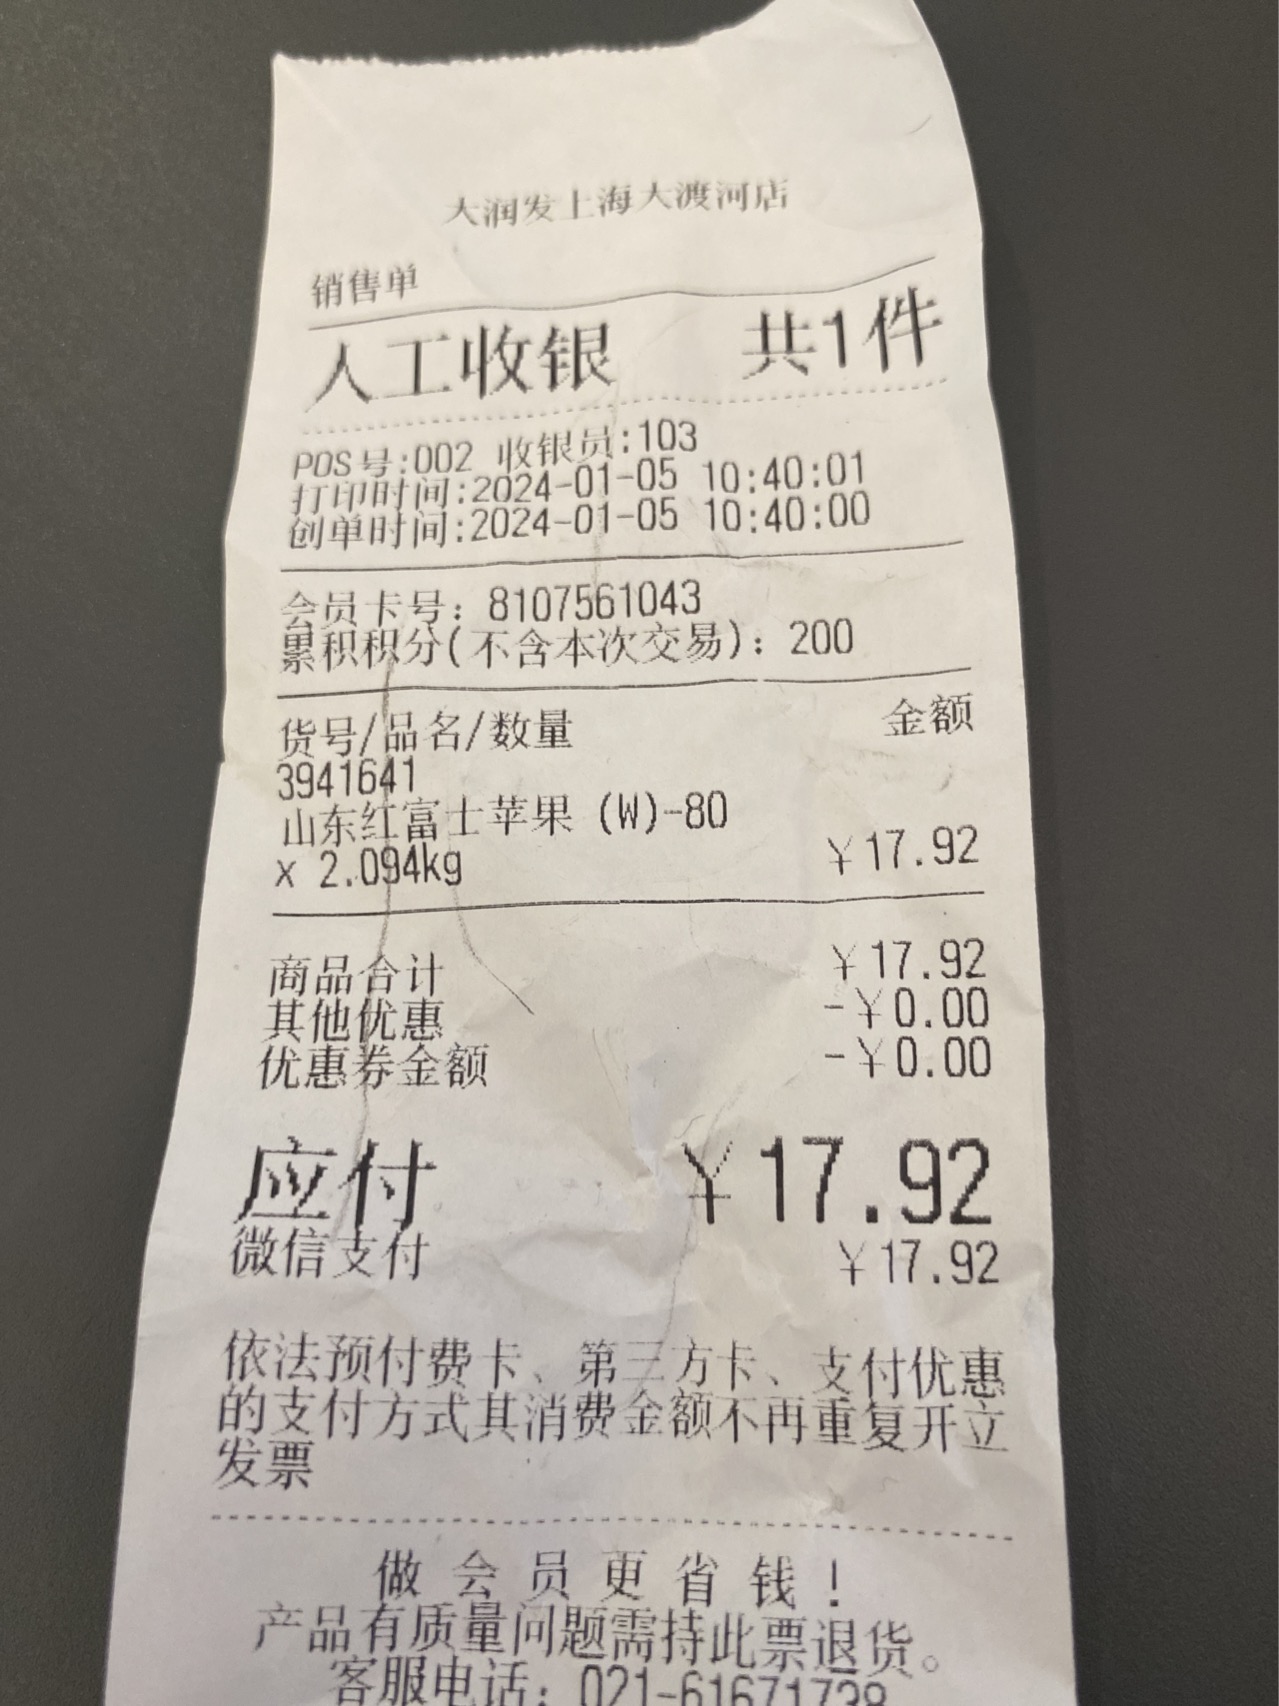 大润发上海大渡河店
销售单
人工收银 共1件
POS号:002 收银员:103
打印时间:2024-01-05 10:40:01
创单时间:2024-01-05 10:40:00
会员卡号：8107561043
累积积分(不含本次交易)：200
货号/品名/数量 金额
3941641
山东红富士苹果 (W)-80
x 2.094kg ￥17.92
商品合计 ￥17.92
其他优惠 -￥0.00
优惠券金额 -￥0.00
应付 ￥17.92
微信支付 ￥17.92
依法预付费卡、第三方卡、支付优惠
的支付方式其消费金额不再重复开立
发票
做会员更省钱！
产品有质量问题需持此票退货。
客服电话：021-61671738